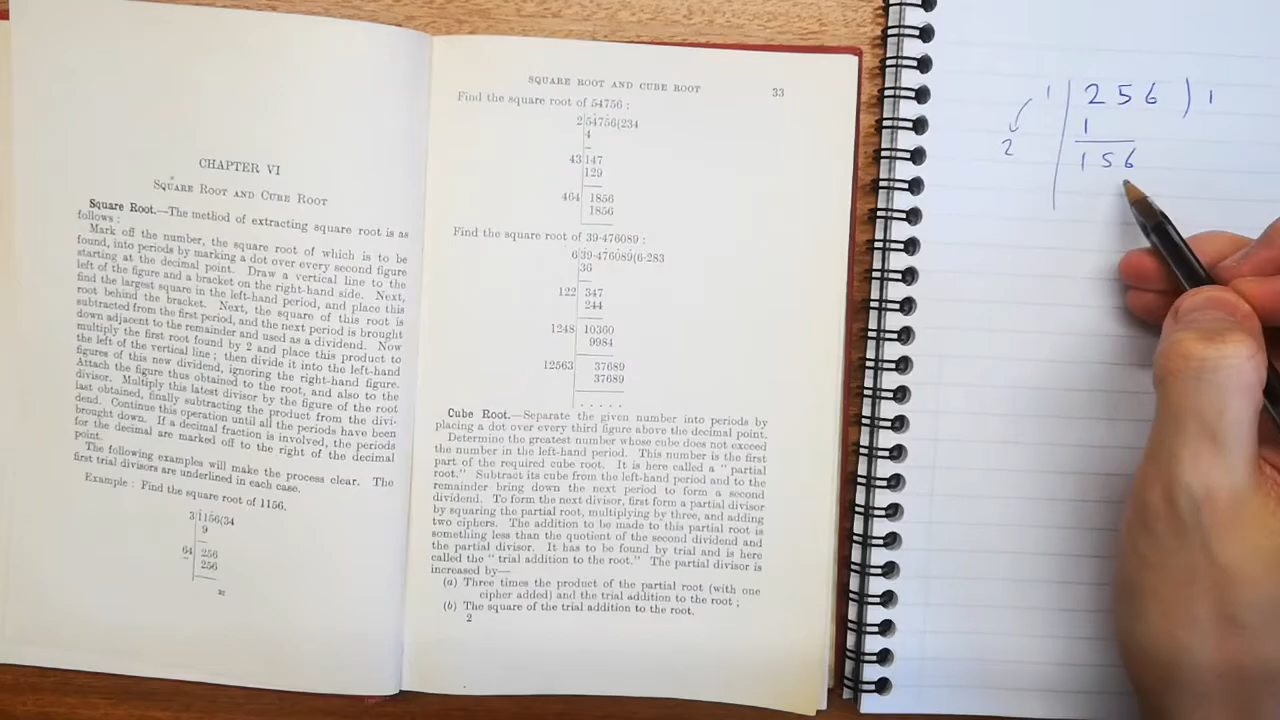 CHAPTER VI
SQUARE ROOT AND CUBE ROOT
Square Root.—The method of extracting square root is as
follows:
Mark off the number, the square root of which is to be
found, into periods by marking a dot over every second figure
starting at the decimal point. Draw a vertical line to the
left of the figure and a bracket on the right-hand side. Next,
find the largest square in the left-hand period, and place this
root behind the bracket. Next, the square of this root is
subtracted from the first period, and the next period is brought
down adjacent to the remainder and used as a dividend. Now
multiply the first root found by 2 and place this product to
the left of the vertical line; then divide it into the left-hand
figures of this new dividend, ignoring the right-hand figure.
Attach the figure thus obtained to the root, and also to the
divisor. Multiply this latest divisor by the figure of the root
last obtained, finally subtracting the product from the divi-
dend. Continue this operation until all the periods have been
brought down. If a decimal fraction is involved, the periods
for the decimal are marked off to the right of the decimal
point.
The following examples will make the process clear. The
first trial divisors are underlined in each case.
Example: Find the square root of 1156.
3|1156(34
9
64|256
256
32
SQUARE ROOT AND CUBE ROOT 33
Find the square root of 54756:
2|54756(234
4
43|147
129
464|1856
1856
Find the square root of 39·476089:
6|39·476089(6·283
36
122|347
244
1248|10360
9984
12563|37689
37689
. . . . .
Cube Root.—Separate the given number into periods by
placing a dot over every third figure above the decimal point.
Determine the greatest number whose cube does not exceed
the number in the left-hand period. This number is the first
part of the required cube root. It is here called a "partial
root." Subtract its cube from the left-hand period and to the
remainder bring down the next period to form a second
dividend. To form the next divisor, first form a partial divisor
by squaring the partial root, multiplying by three, and adding
two ciphers. The addition to be made to this partial root is
something less than the quotient of the second dividend and
the partial divisor. It has to be found by trial and is here
called the "trial addition to the root." The partial divisor is
increased by—
(a) Three times the product of the partial root (with one
cipher added) and the trial addition to the root;
(b) The square of the trial addition to the root.
2
1|256)1
1
2|156